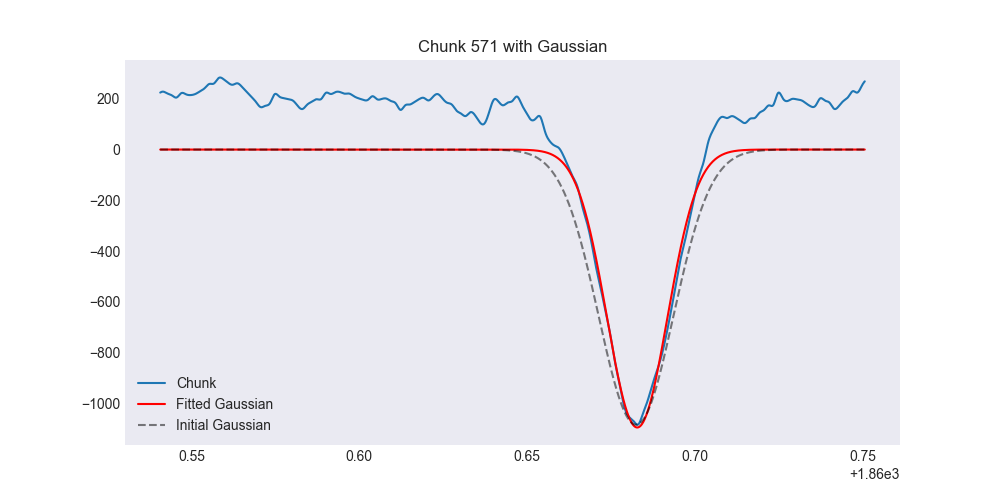 Chunk 571 with Gaussian
200
0
−200
−400
−600
−800
−1000
Chunk
Fitted Gaussian
Initial Gaussian
0.55 0.60 0.65 0.70 0.75
+1.86e3